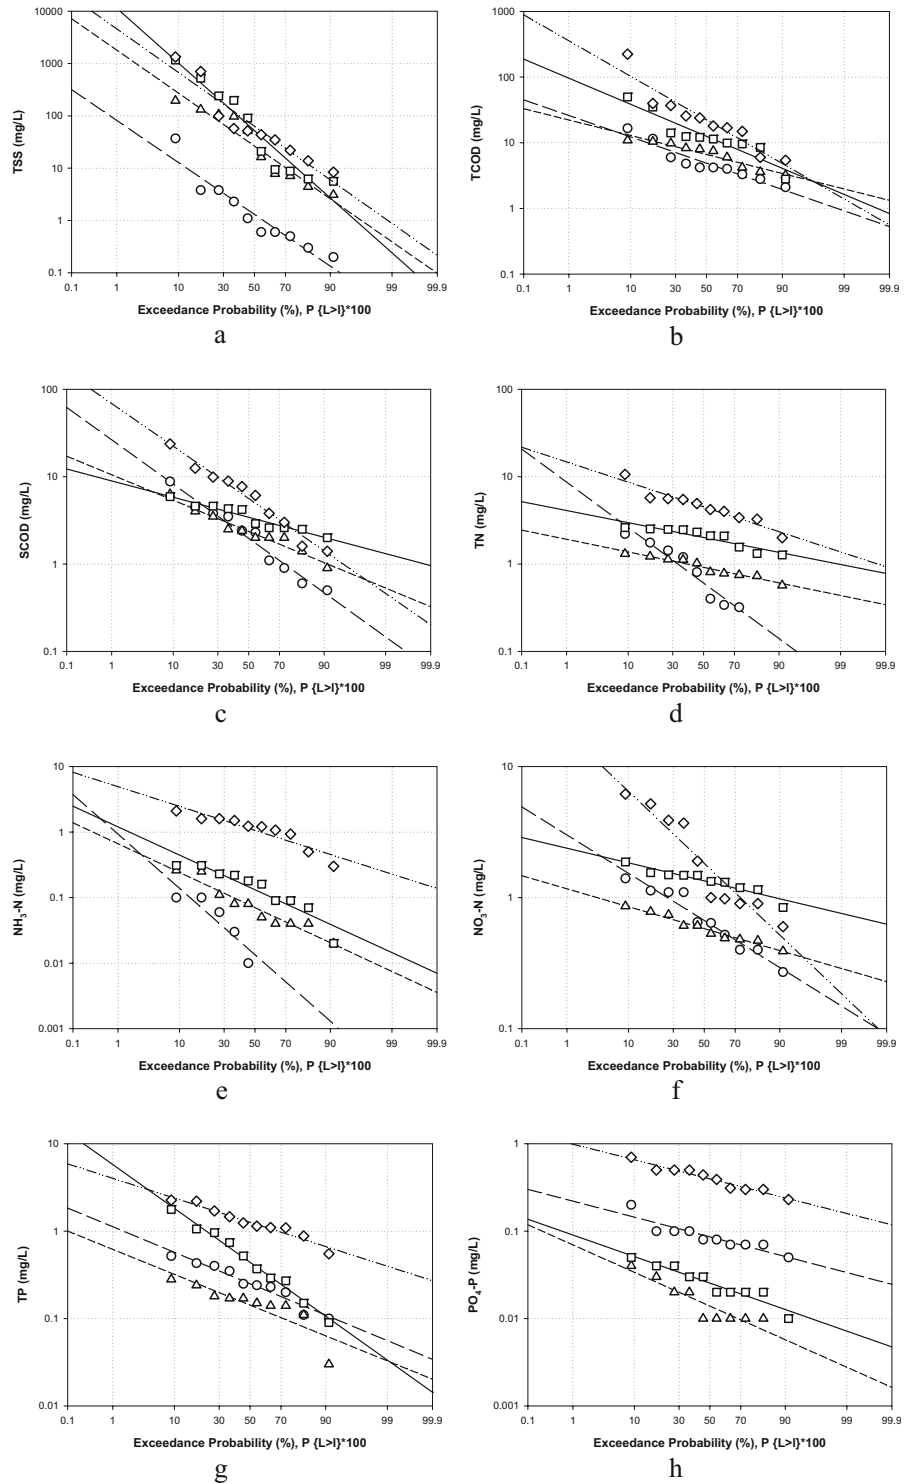 10000
1000
100
10
1
0.1
TSS (mg/L)
0.1 1 10 30 50 70 90 99 99.9
Exceedance Probability (%), P {L>l}*100
a
1000
100
10
1
0.1
TCOD (mg/L)
0.1 1 10 30 50 70 90 99 99.9
Exceedance Probability (%), P {L>l}*100
b
100
10
1
0.1
SCOD (mg/L)
0.1 1 10 30 50 70 90 99 99.9
Exceedance Probability (%), P {L>l}*100
c
100
10
1
0.1
TN (mg/L)
0.1 1 10 30 50 70 90 99 99.9
Exceedance Probability (%), P {L>l}*100
d
10
1
0.1
0.01
0.001
NH₃-N (mg/L)
0.1 1 10 30 50 70 90 99 99.9
Exceedance Probability (%), P {L>l}*100
e
10
1
0.1
NO₃-N (mg/L)
0.1 1 10 30 50 70 90 99 99.9
Exceedance Probability (%), P {L>l}*100
f
10
1
0.1
0.01
TP (mg/L)
0.1 1 10 30 50 70 90 99 99.9
Exceedance Probability (%), P {L>l}*100
g
1
0.1
0.01
0.001
PO₄-P (mg/L)
0.1 1 10 30 50 70 90 99 99.9
Exceedance Probability (%), P {L>l}*100
h